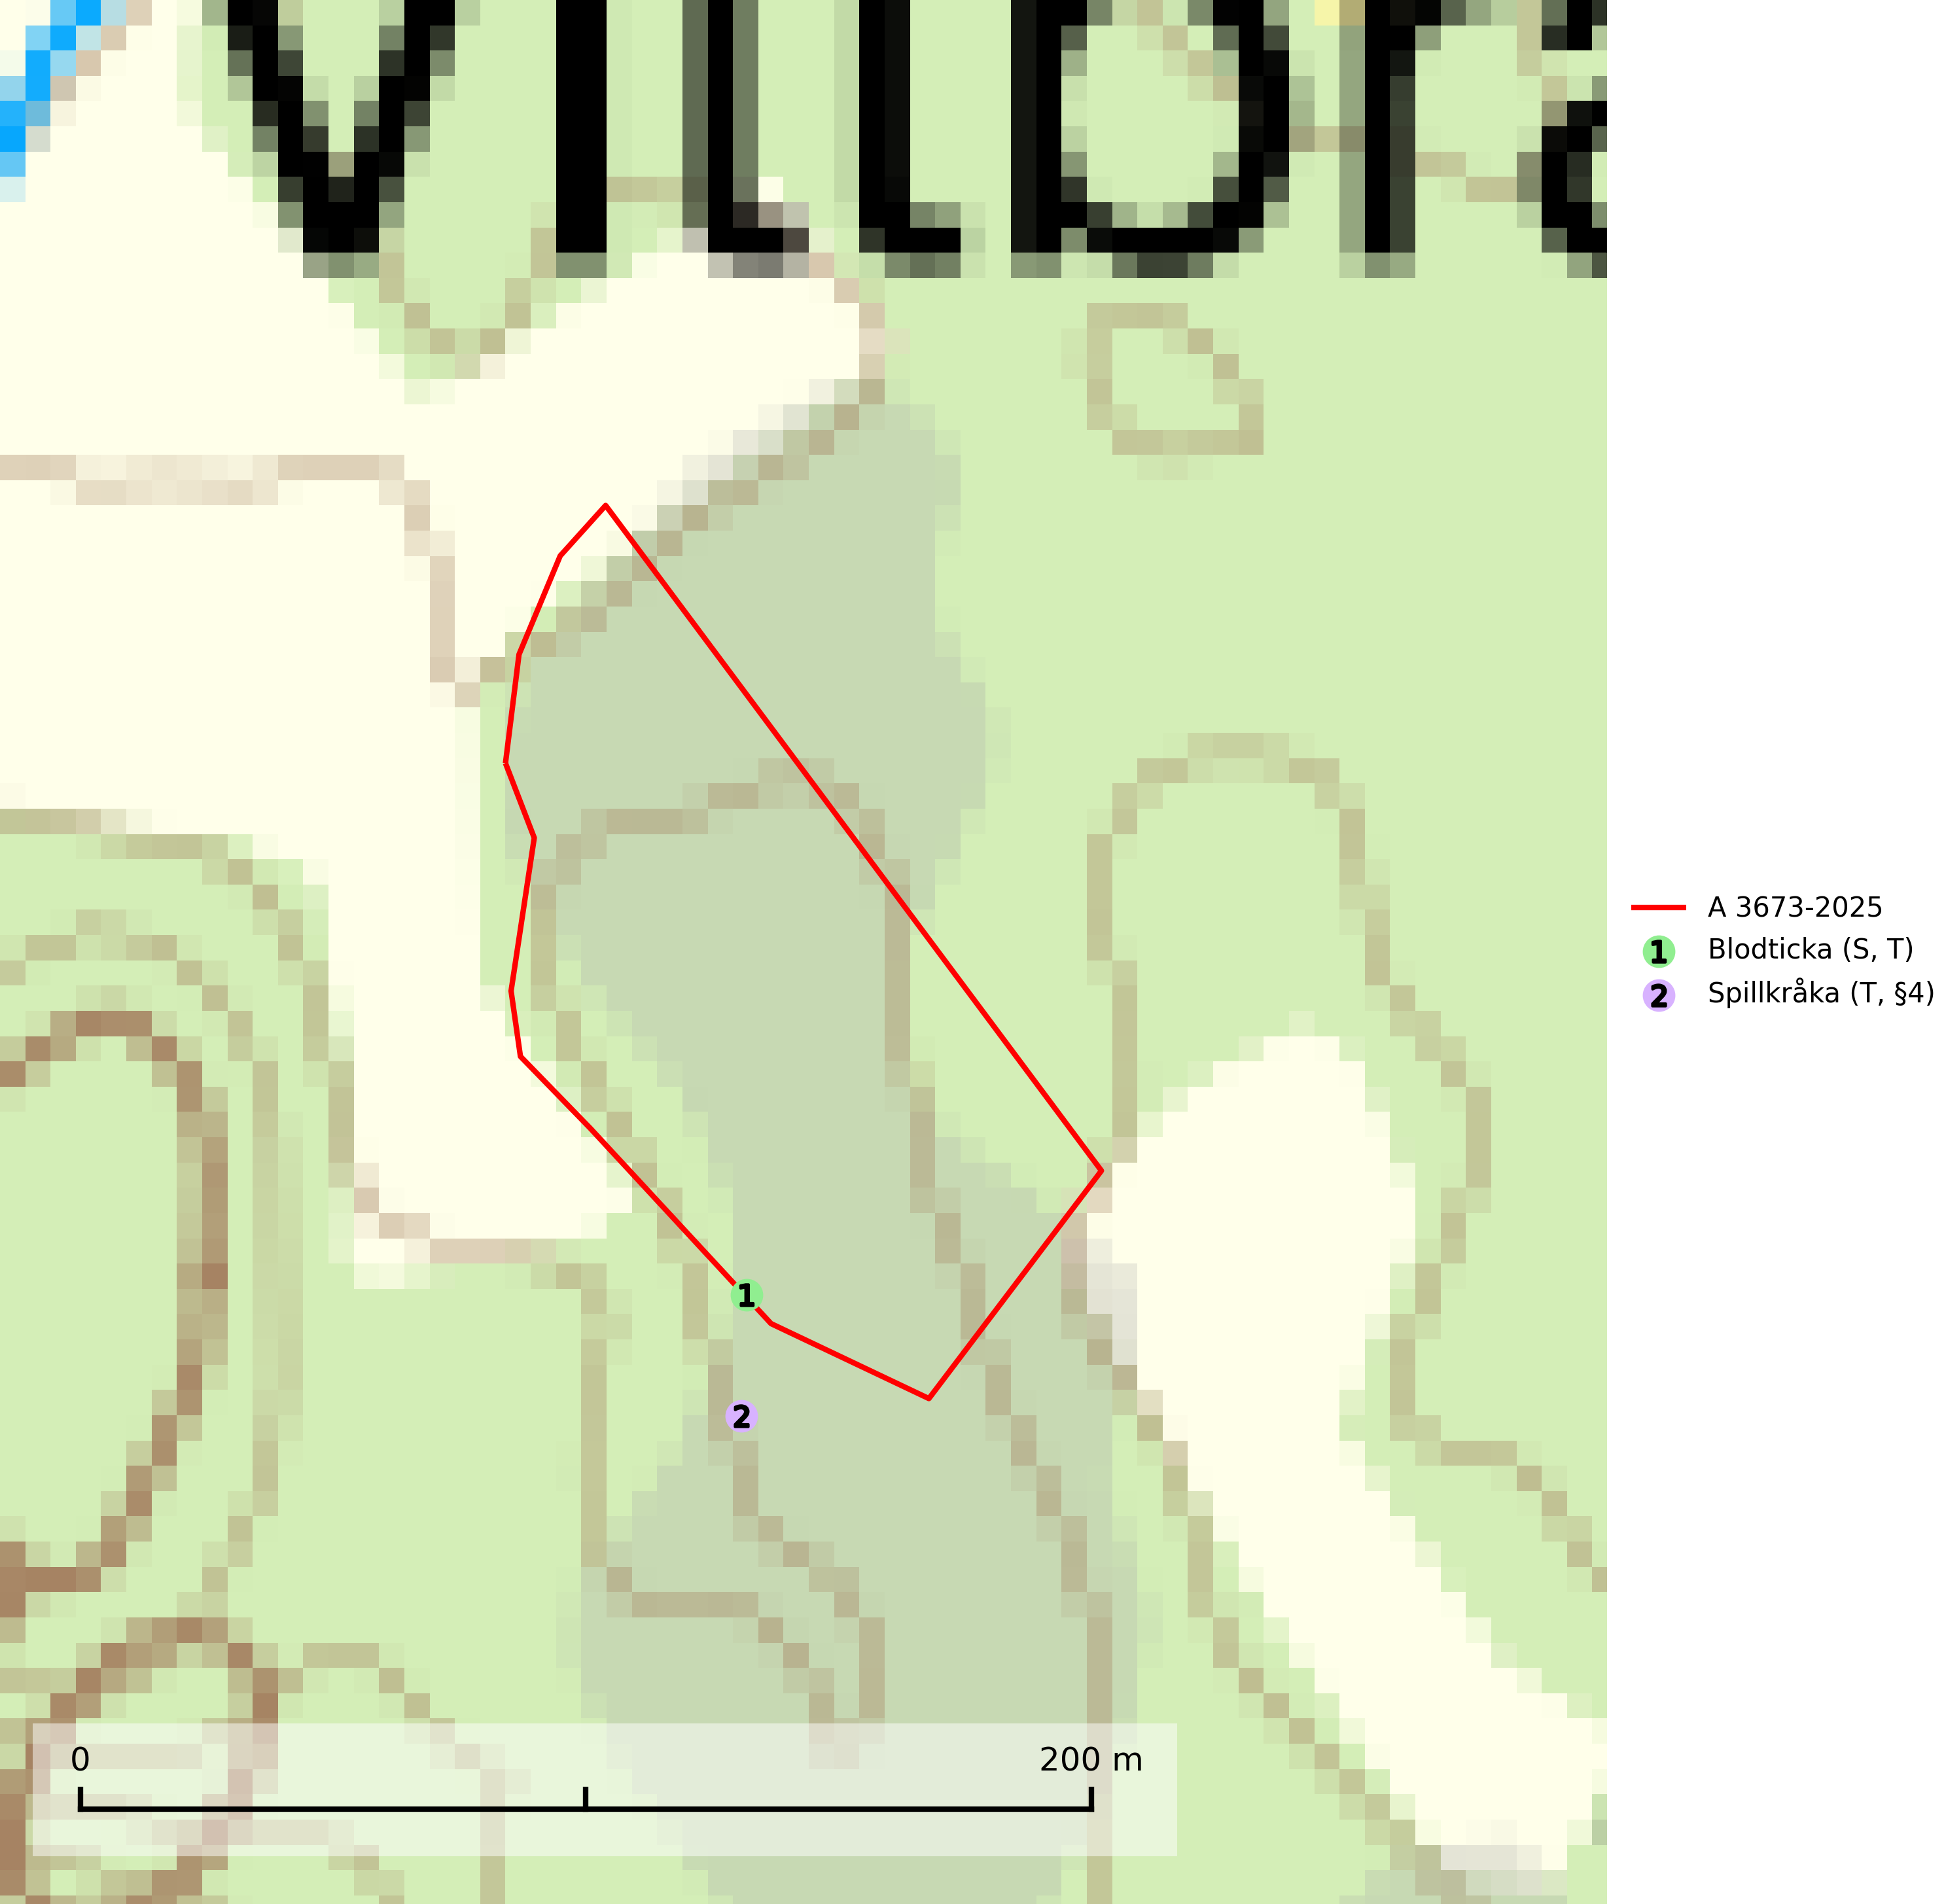 A 3673-2025
1 Blodticka (S, T)
2 Spillkråka (T, §4)
1
2
0 200 m